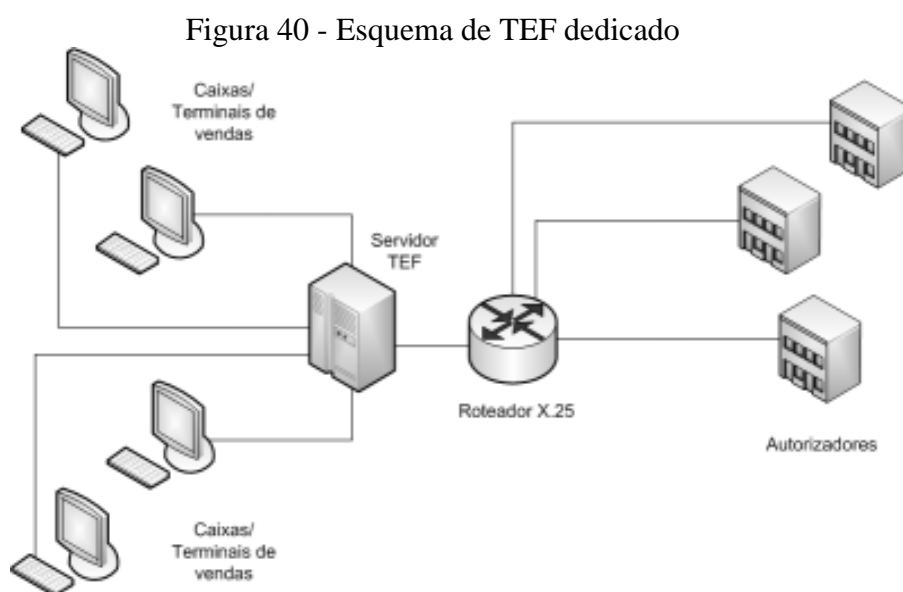 Figura 40 - Esquema de TEF dedicado
Caixas/
Terminais de
vendas
Servidor
TEF
Roteador X.25
Autorizadores
Caixas/
Terminais de
vendas